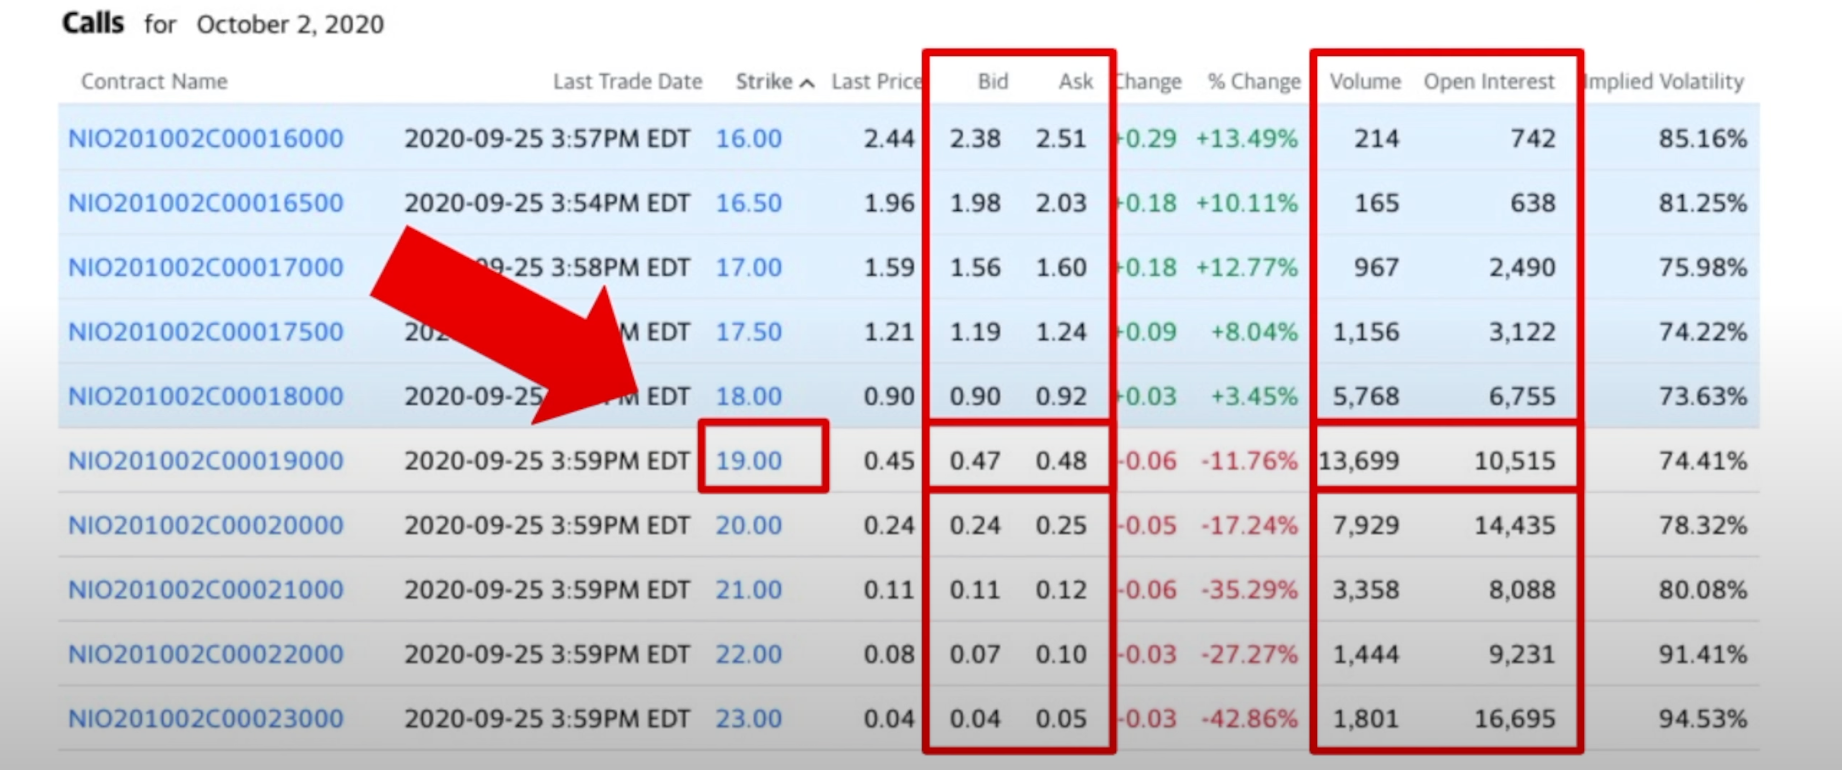 Calls for October 2, 2020
Contract Name Last Trade Date Strike Last Price Bid Ask Change % Change Volume Open Interest Implied Volatility
NIO201002C00016000 2020-09-25 3:57PM EDT 16.00 2.44 2.38 2.51 +0.29 +13.49% 214 742 85.16%
NIO201002C00016500 2020-09-25 3:54PM EDT 16.50 1.96 1.98 2.03 +0.18 +10.11% 165 638 81.25%
NIO201002C00017000 9-25 3:58PM EDT 17.00 1.59 1.56 1.60 +0.18 +12.77% 967 2,490 75.98%
NIO201002C00017500 EDT 17.50 1.21 1.19 1.24 +0.09 +8.04% 1,156 3,122 74.22%
NIO201002C00018000 2020-09-25 EDT 18.00 0.90 0.90 0.92 +0.03 +3.45% 5,768 6,755 73.63%
NIO201002C00019000 2020-09-25 3:59PM EDT 19.00 0.45 0.47 0.48 -0.06 -11.76% 13,699 10,515 74.41%
NIO201002C00020000 2020-09-25 3:59PM EDT 20.00 0.24 0.24 0.25 -0.05 -17.24% 7,929 14,435 78.32%
NIO201002C00021000 2020-09-25 3:59PM EDT 21.00 0.11 0.11 0.12 -0.06 -35.29% 3,358 8,088 80.08%
NIO201002C00022000 2020-09-25 3:59PM EDT 22.00 0.08 0.07 0.10 -0.03 -27.27% 1,444 9,231 91.41%
NIO201002C00023000 2020-09-25 3:59PM EDT 23.00 0.04 0.04 0.05 -0.03 -42.86% 1,801 16,695 94.53%